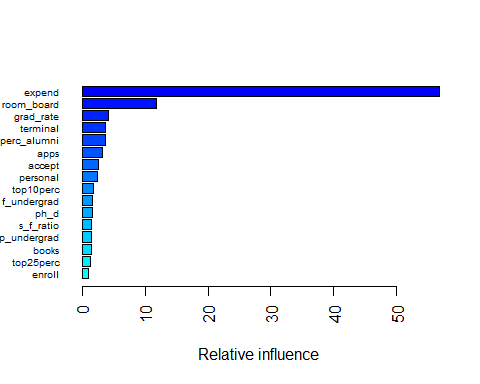 expend
room_board
grad_rate
terminal
perc_alumni
apps
accept
personal
top10perc
f_undergrad
ph_d
s_f_ratio
p_undergrad
books
top25perc
enroll
0 10 20 30 40 50
Relative influence